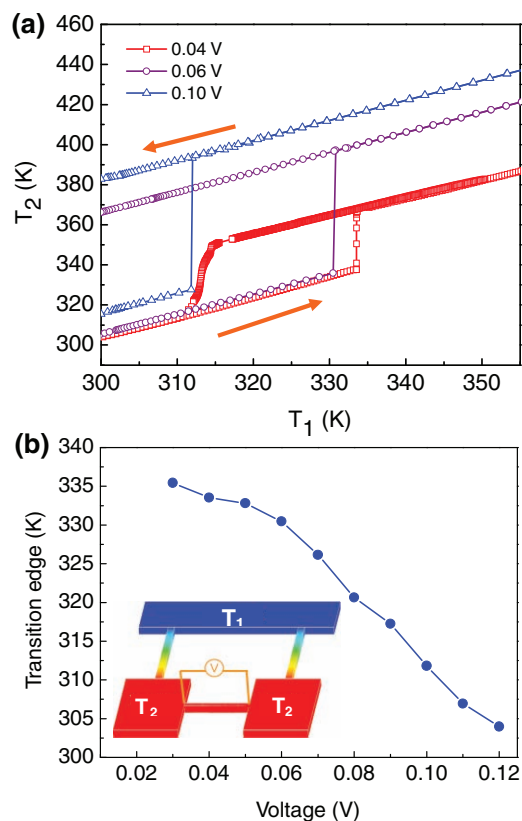 (a)
0.04 V
0.06 V
0.10 V
460
440
420
400
380
360
340
320
300
T₂ (K)
300 310 320 330 340 350
T₁ (K)
(b)
340
335
330
325
320
315
310
305
300
Transition edge (K)
T₁
V
T₂ T₂
0.02 0.04 0.06 0.08 0.10 0.12
Voltage (V)